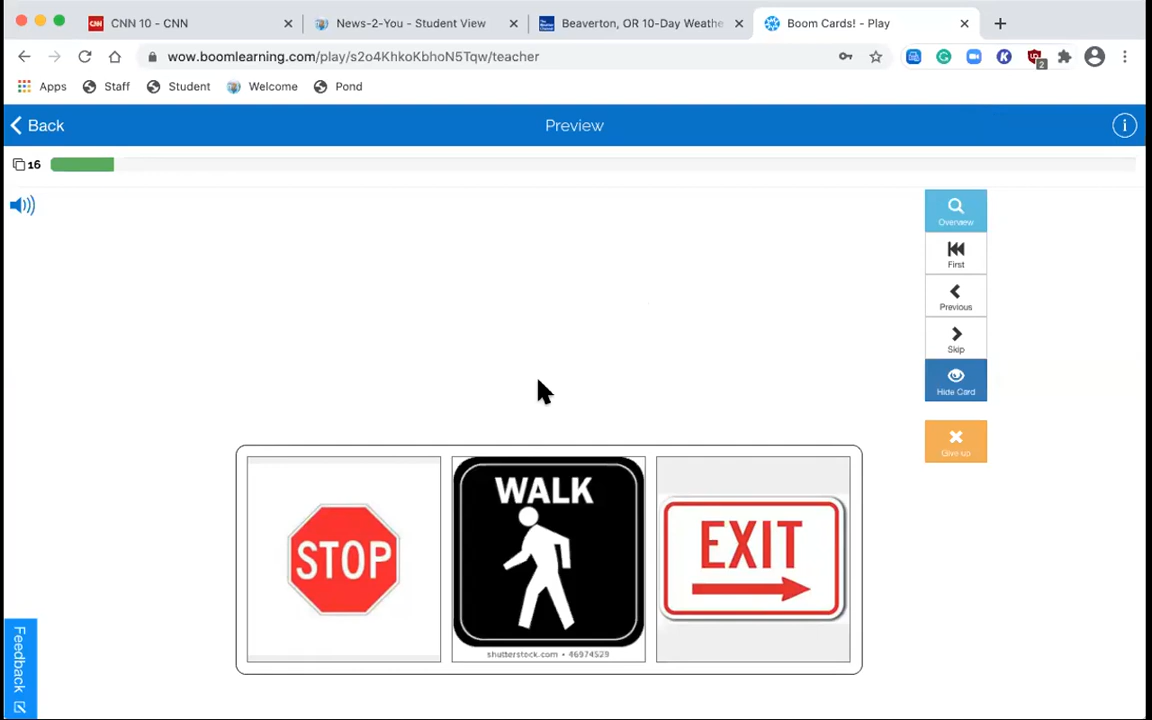 CNN 10 - CNN
News-2-You - Student View
Beaverton, OR 10-Day Weathe
Boom Cards! - Play
wow.boomlearning.com/play/s2o4KhkoKbhoN5Tqw/teacher
2
Apps
Staff
Student
Welcome
Pond
Back
Preview
16
Overview
First
Previous
Skip
Hide Card
Give up
STOP
WALK
shutterstock.com • 46974529
EXIT
Feedback